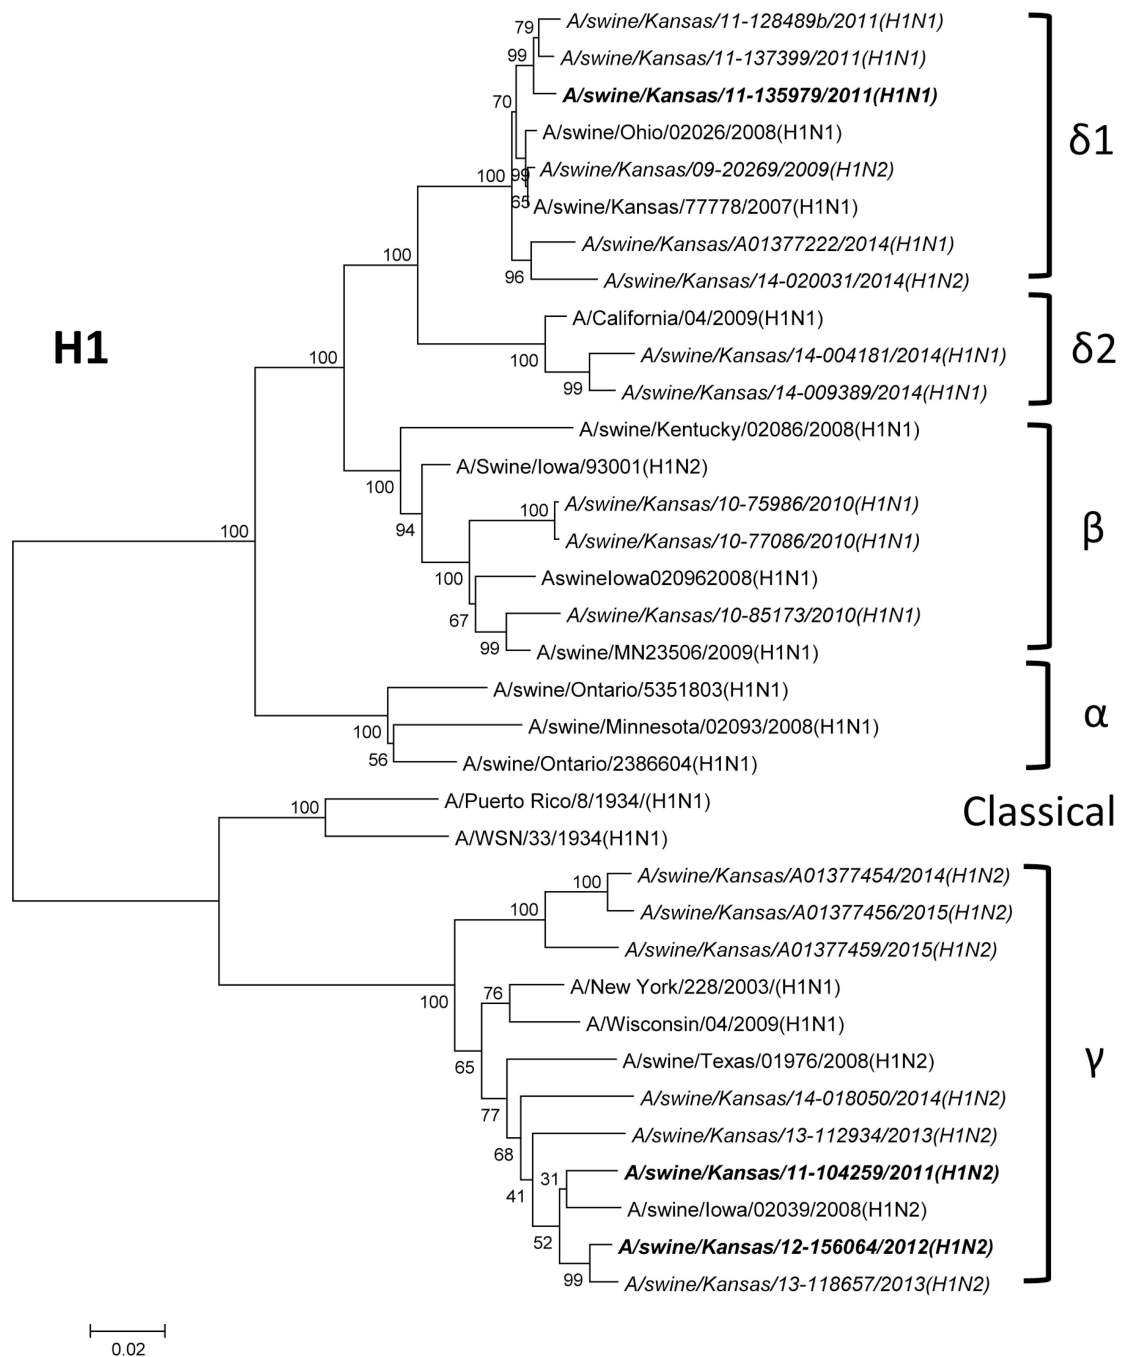 79
A/swine/Kansas/11-128489b/2011(H1N1)
99
A/swine/Kansas/11-137399/2011(H1N1)
70
A/swine/Kansas/11-135979/2011(H1N1)
A/swine/Ohio/02026/2008(H1N1)
δ1
100
99
A/swine/Kansas/09-20269/2009(H1N2)
65
A/swine/Kansas/77778/2007(H1N1)
A/swine/Kansas/A01377222/2014(H1N1)
100
96
A/swine/Kansas/14-020031/2014(H1N2)
A/California/04/2009(H1N1)
H1
100
100
A/swine/Kansas/14-004181/2014(H1N1)
δ2
99
A/swine/Kansas/14-009389/2014(H1N1)
A/swine/Kentucky/02086/2008(H1N1)
100
A/Swine/Iowa/93001(H1N2)
100
A/swine/Kansas/10-75986/2010(H1N1)
100
94
A/swine/Kansas/10-77086/2010(H1N1)
β
100
AswineIowa020962008(H1N1)
67
A/swine/Kansas/10-85173/2010(H1N1)
99
A/swine/MN23506/2009(H1N1)
A/swine/Ontario/5351803(H1N1)
100
A/swine/Minnesota/02093/2008(H1N1)
α
56
A/swine/Ontario/2386604(H1N1)
100
A/Puerto Rico/8/1934/(H1N1)
Classical
A/WSN/33/1934(H1N1)
100
A/swine/Kansas/A01377454/2014(H1N2)
100
A/swine/Kansas/A01377456/2015(H1N2)
A/swine/Kansas/A01377459/2015(H1N2)
100
76
A/New York/228/2003/(H1N1)
A/Wisconsin/04/2009(H1N1)
65
A/swine/Texas/01976/2008(H1N2)
γ
77
A/swine/Kansas/14-018050/2014(H1N2)
68
A/swine/Kansas/13-112934/2013(H1N2)
41
31
A/swine/Kansas/11-104259/2011(H1N2)
A/swine/Iowa/02039/2008(H1N2)
52
A/swine/Kansas/12-156064/2012(H1N2)
99
A/swine/Kansas/13-118657/2013(H1N2)
0.02